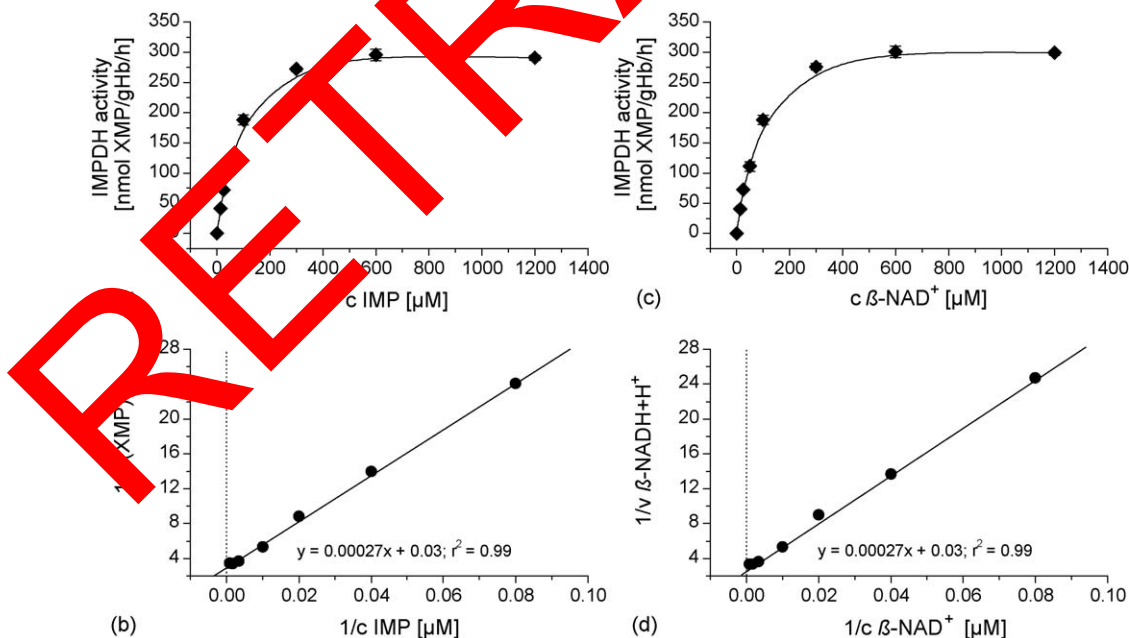 RETR
IMPDH activity
[nmol XMP/gHb/h]
350
300
250
200
150
100
50
0
0 200 400 600 800 1000 1200 1400
c IMP [µM]
IMPDH activity
[nmol XMP/gHb/h]
350
300
250
200
150
100
50
0
0 200 400 600 800 1000 1200 1400
(c)
c ß-NAD⁺ [µM]
(XMP)
28
24
20
16
12
8
4
y = 0.00027x + 0.03; r² = 0.99
0.00 0.02 0.04 0.06 0.08 0.10
(b)
1/c IMP [µM]
1/v ß-NADH+H⁺
28
24
20
16
12
8
4
y = 0.00027x + 0.03; r² = 0.99
0.00 0.02 0.04 0.06 0.08 0.10
(d)
1/c ß-NAD⁺ [µM]